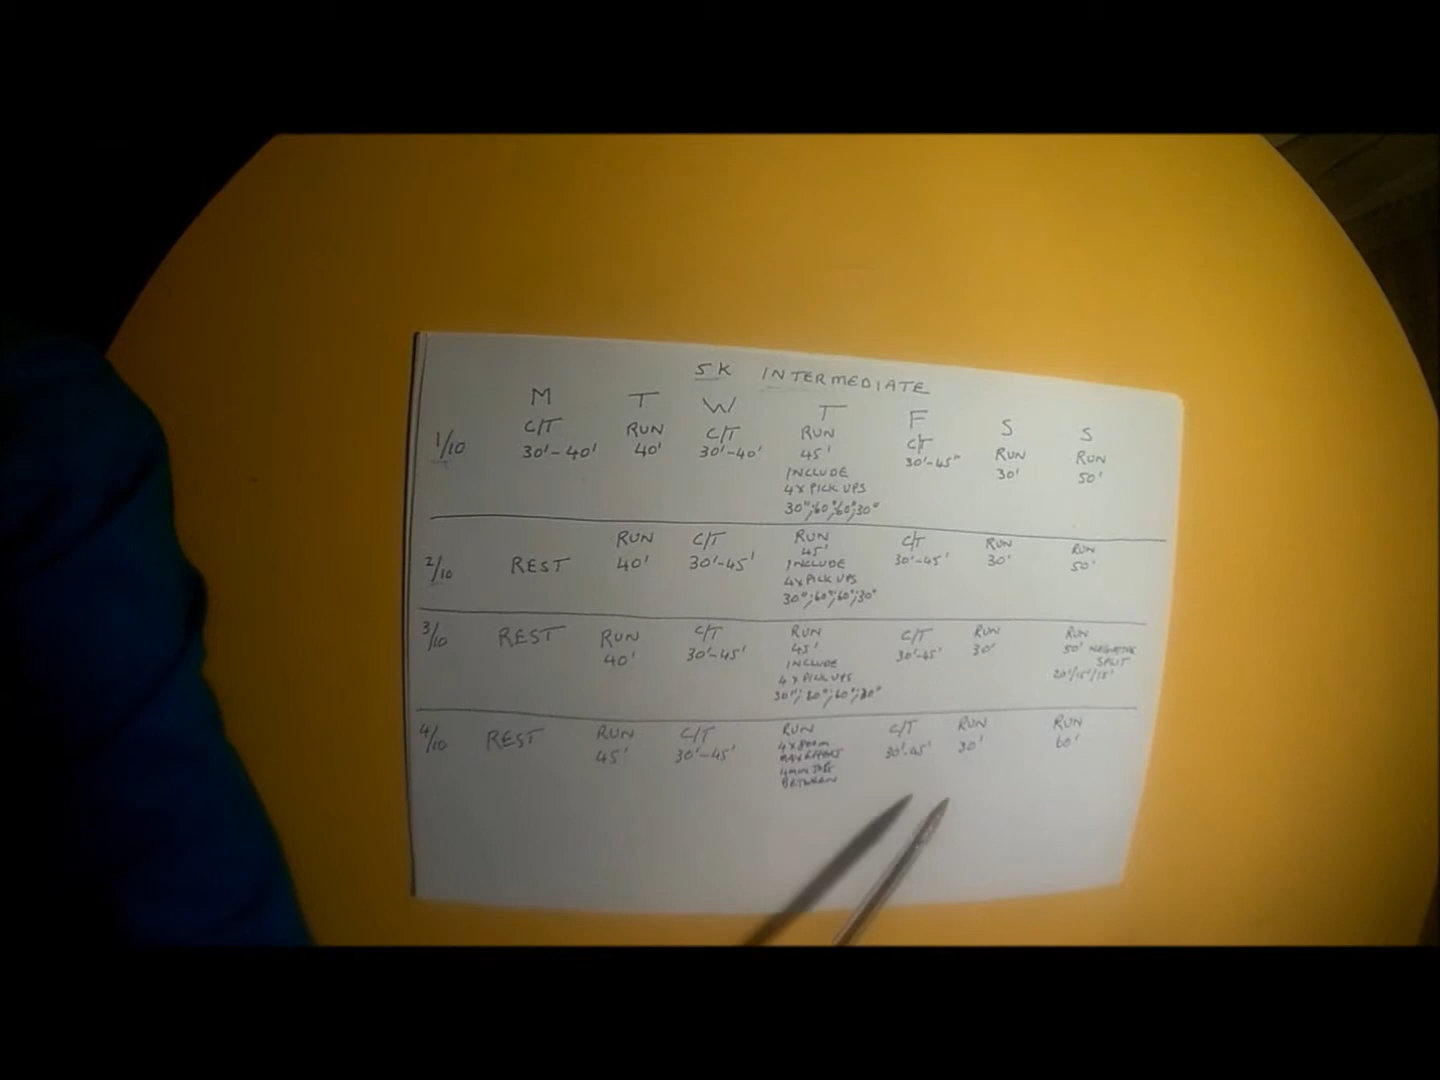 5K INTERMEDIATE
M T W T F S S
1/10
C/T
30'-40'
RUN
40'
C/T
30'-40'
RUN
45'
INCLUDE
4x PICK UPS
30";60";60";30"
C/T
30'-45"
RUN
30'
RUN
50'
2/10
REST
RUN
40'
C/T
30'-45'
RUN
45'
INCLUDE
4x PICK UPS
30";60";60";30"
C/T
30'-45'
RUN
30'
RUN
50'
3/10
REST
RUN
40'
C/T
30'-45'
RUN
45'
INCLUDE
4x PICK UPS
30"; 60"; 60";
C/T
30'-45'
RUN
30'
RUN
50' NEGATIVE
SPLIT
20'/15'/15'
4/10
REST
RUN
45'
C/T
30'-45'
RUN
4x800m
MAX EFFORTS
4 MIN
BETWEEN
C/T
30'-45'
RUN
30'
RUN
60'